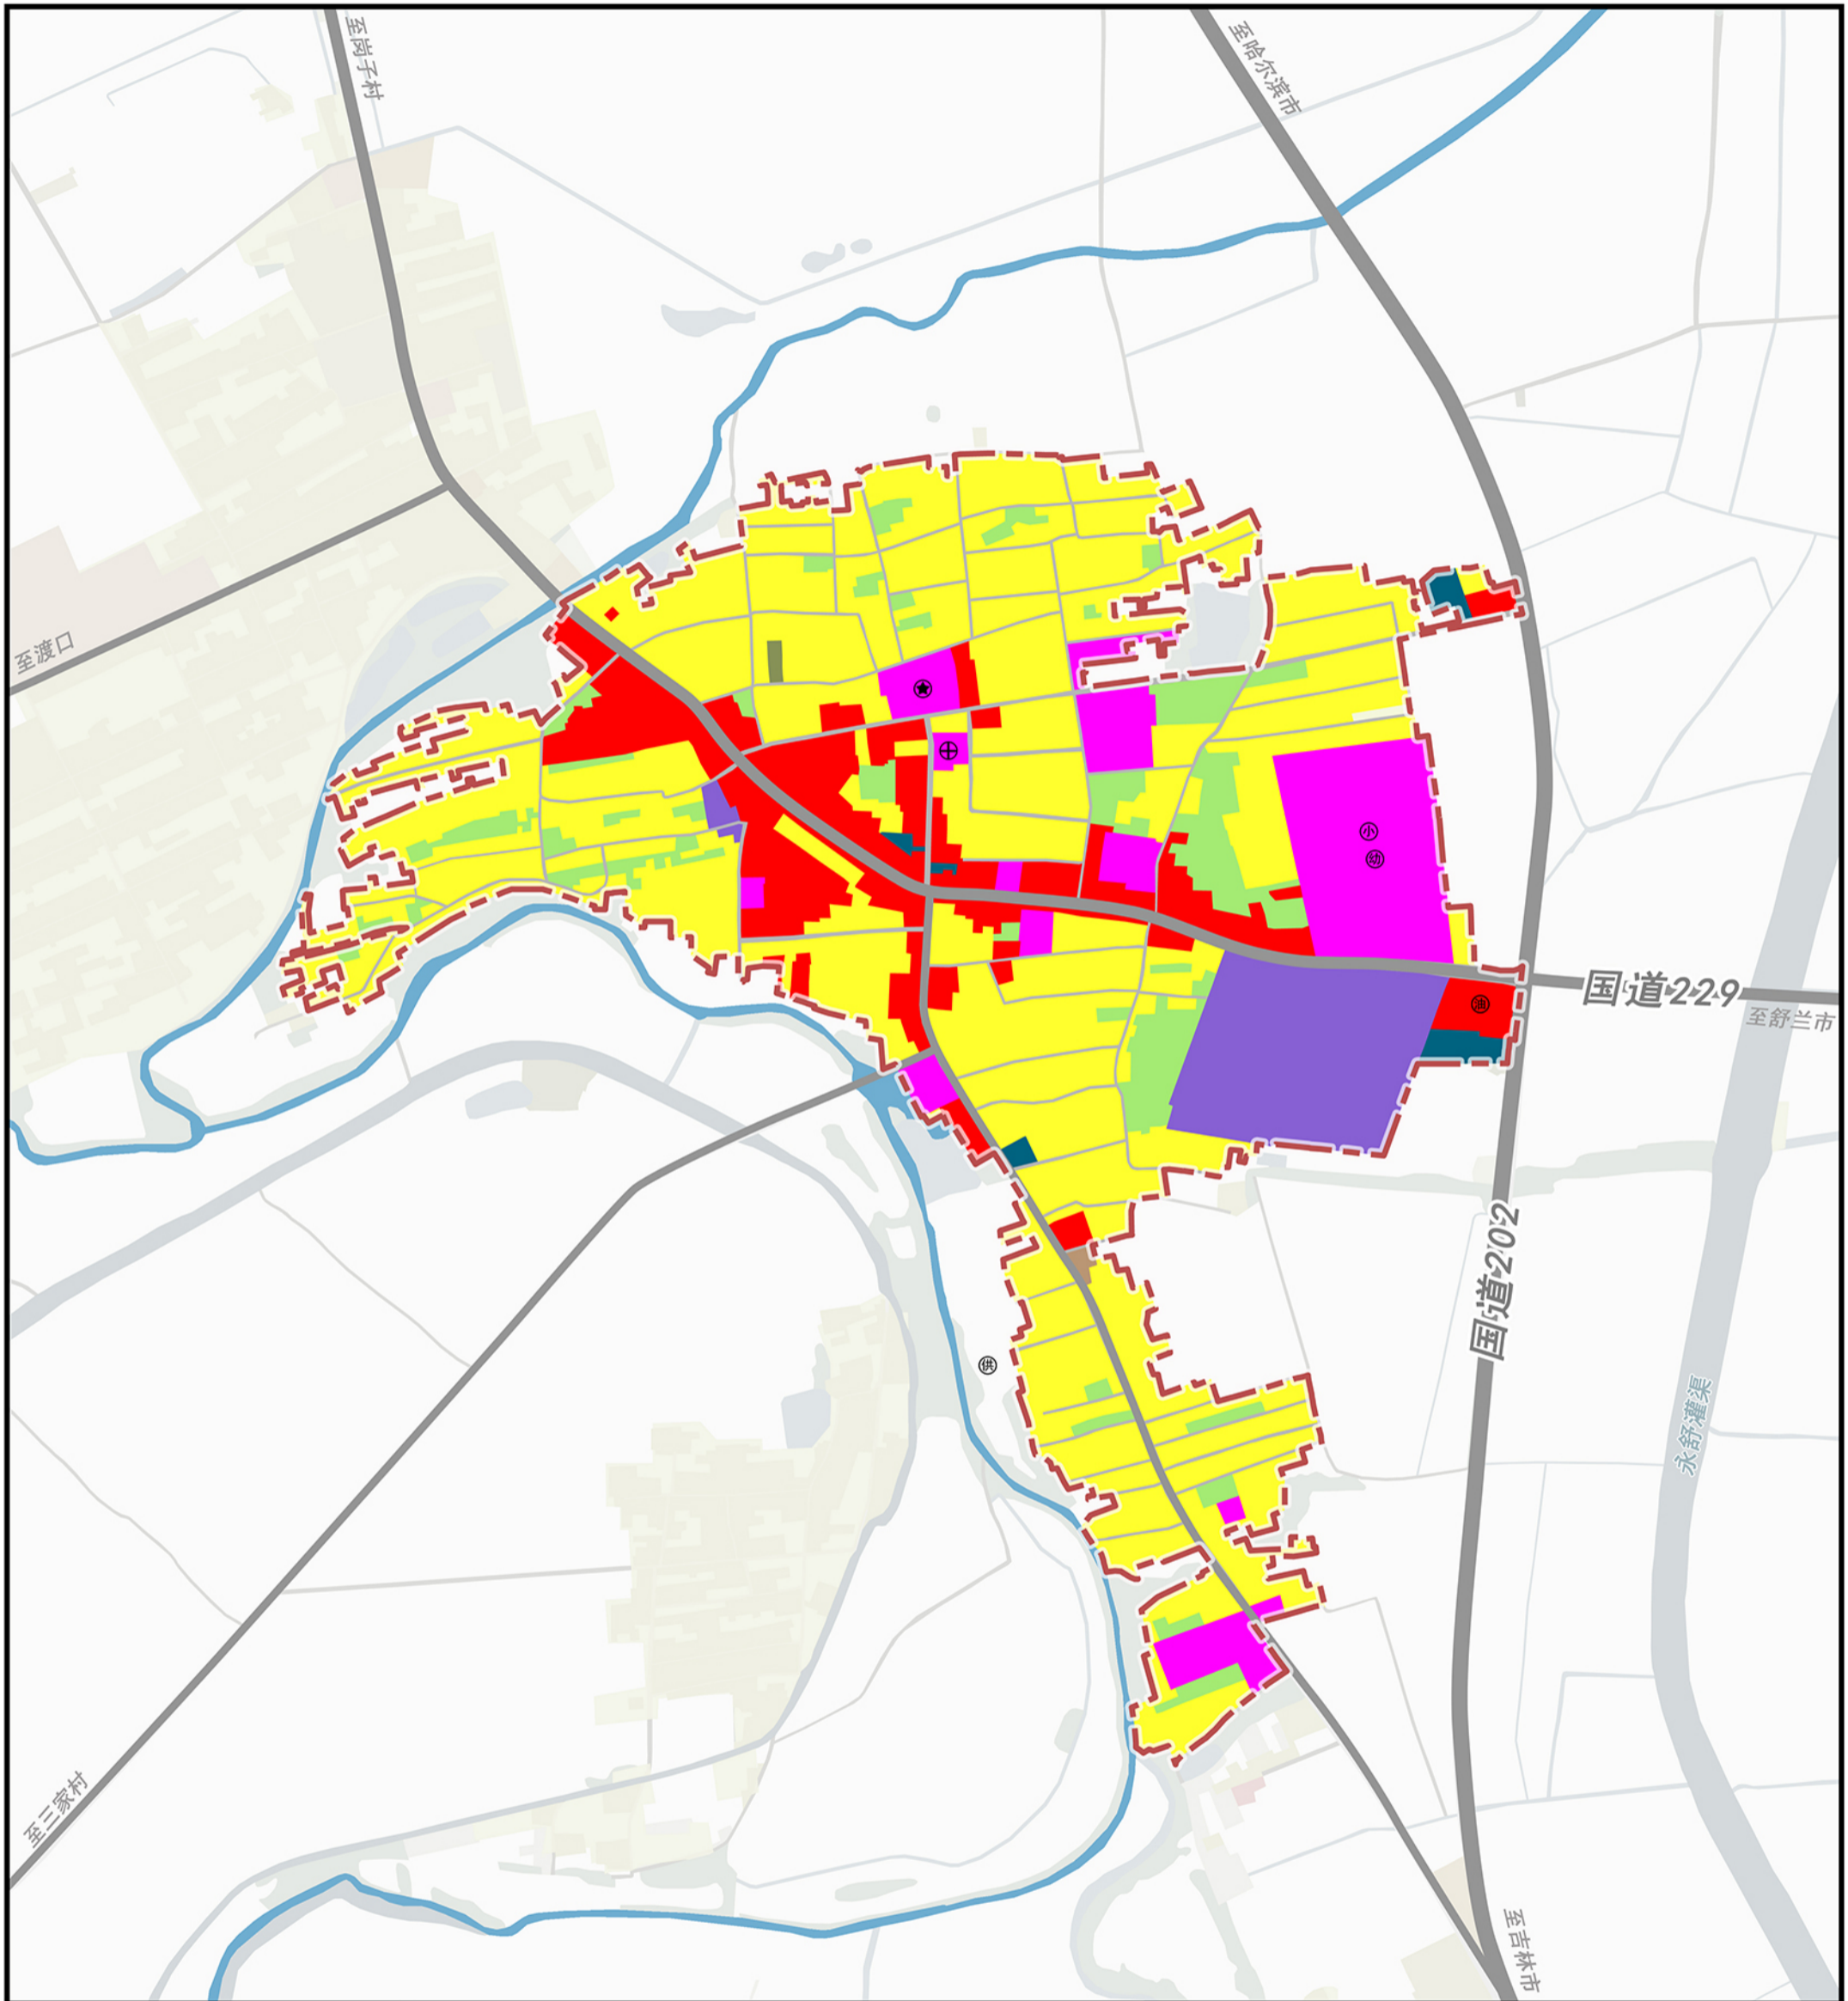 至岗子村
至哈尔滨市
至渡口
小
幼
国道229
油
至舒兰市
国道202
供
永舒灌渠
至三家村
至吉林市